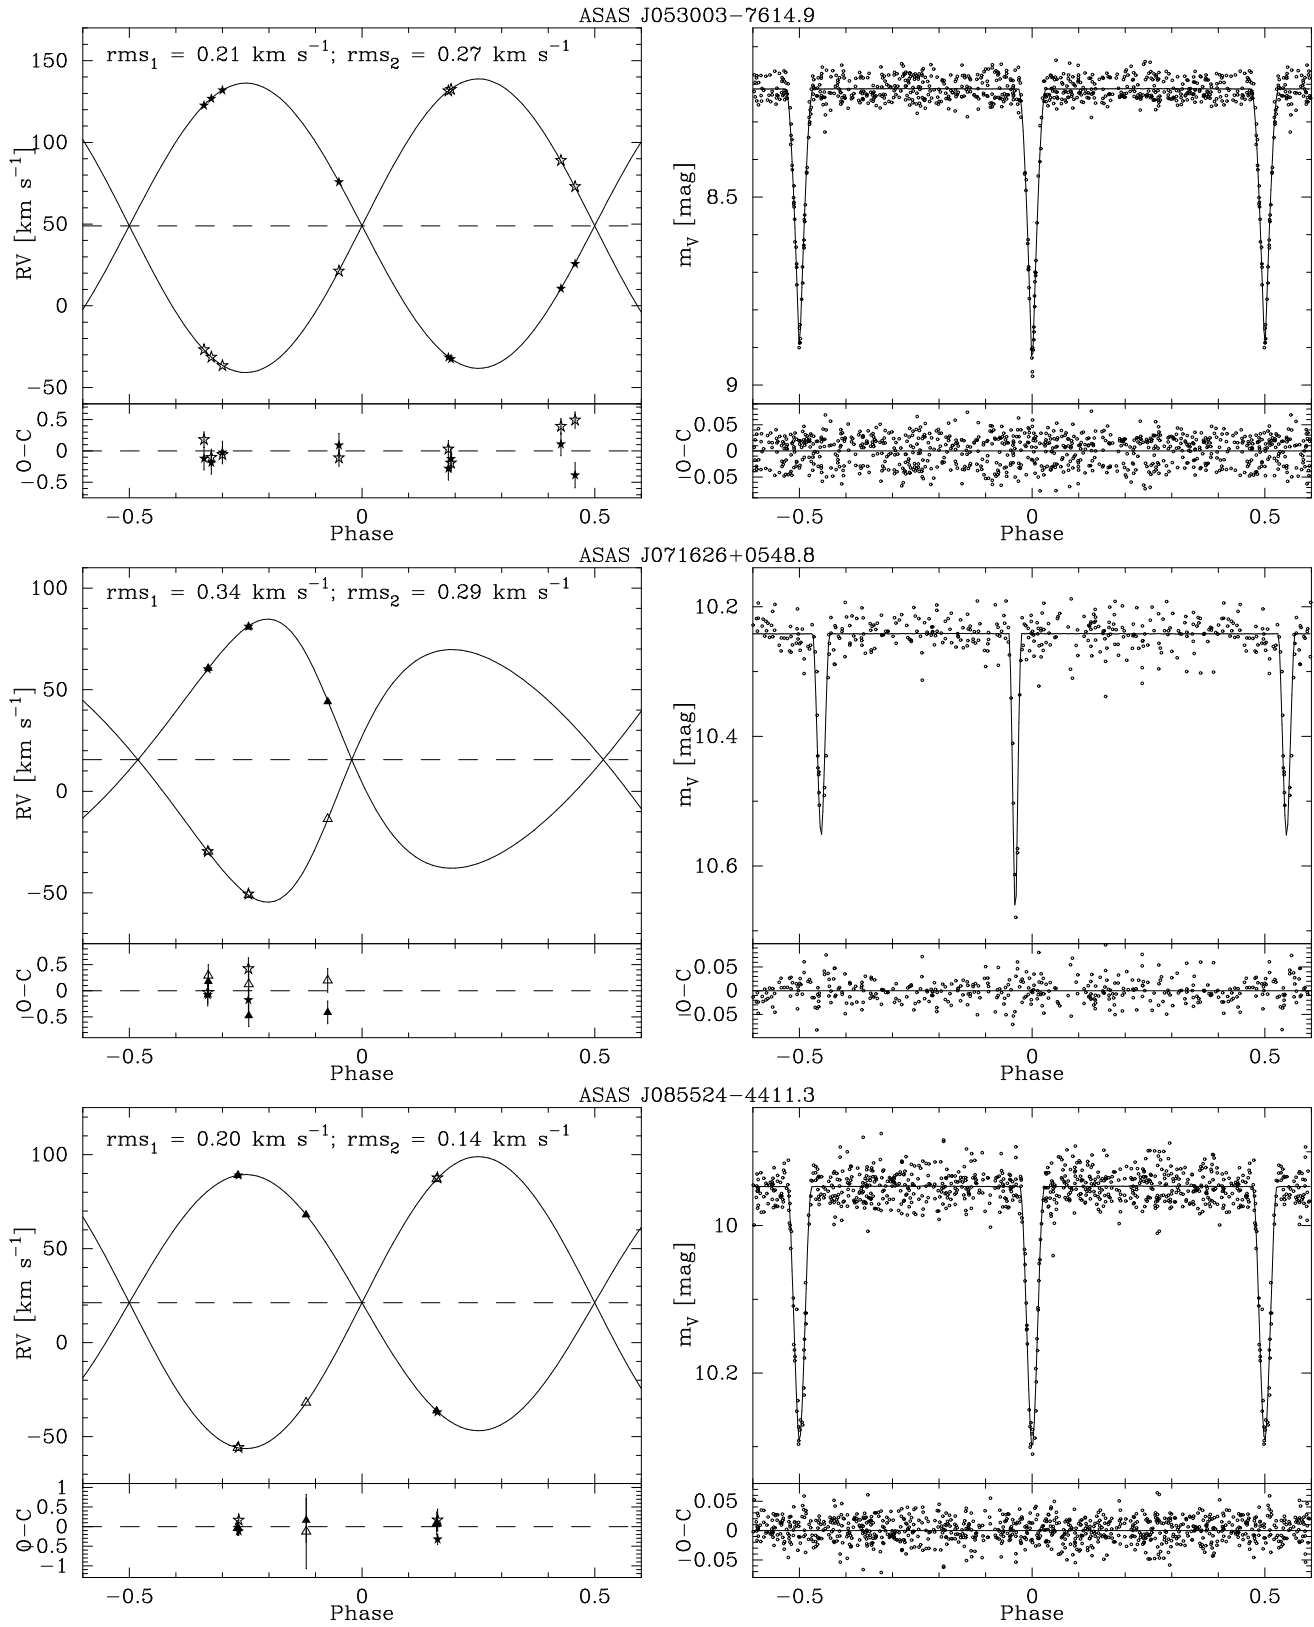 ASAS J053003−7614.9
rms1 = 0.21 km s−1; rms2 = 0.27 km s−1
RV [km s−1]
150
100
50
0
−50
O−C
0.5
0
−0.5
−0.5 0 0.5
Phase
mV [mag]
8.5
9
O−C
0.05
0
−0.05
−0.5 0 0.5
Phase
ASAS J071626+0548.8
rms1 = 0.34 km s−1; rms2 = 0.29 km s−1
RV [km s−1]
100
50
0
−50
O−C
0.5
0
−0.5
−0.5 0 0.5
Phase
mV [mag]
10.2
10.4
10.6
O−C
0.05
0
−0.05
−0.5 0 0.5
Phase
ASAS J085524−4411.3
rms1 = 0.20 km s−1; rms2 = 0.14 km s−1
RV [km s−1]
100
50
0
−50
O−C
1
0.5
0
−0.5
−1
−0.5 0 0.5
Phase
mV [mag]
10
10.2
O−C
0.05
0
−0.05
−0.5 0 0.5
Phase